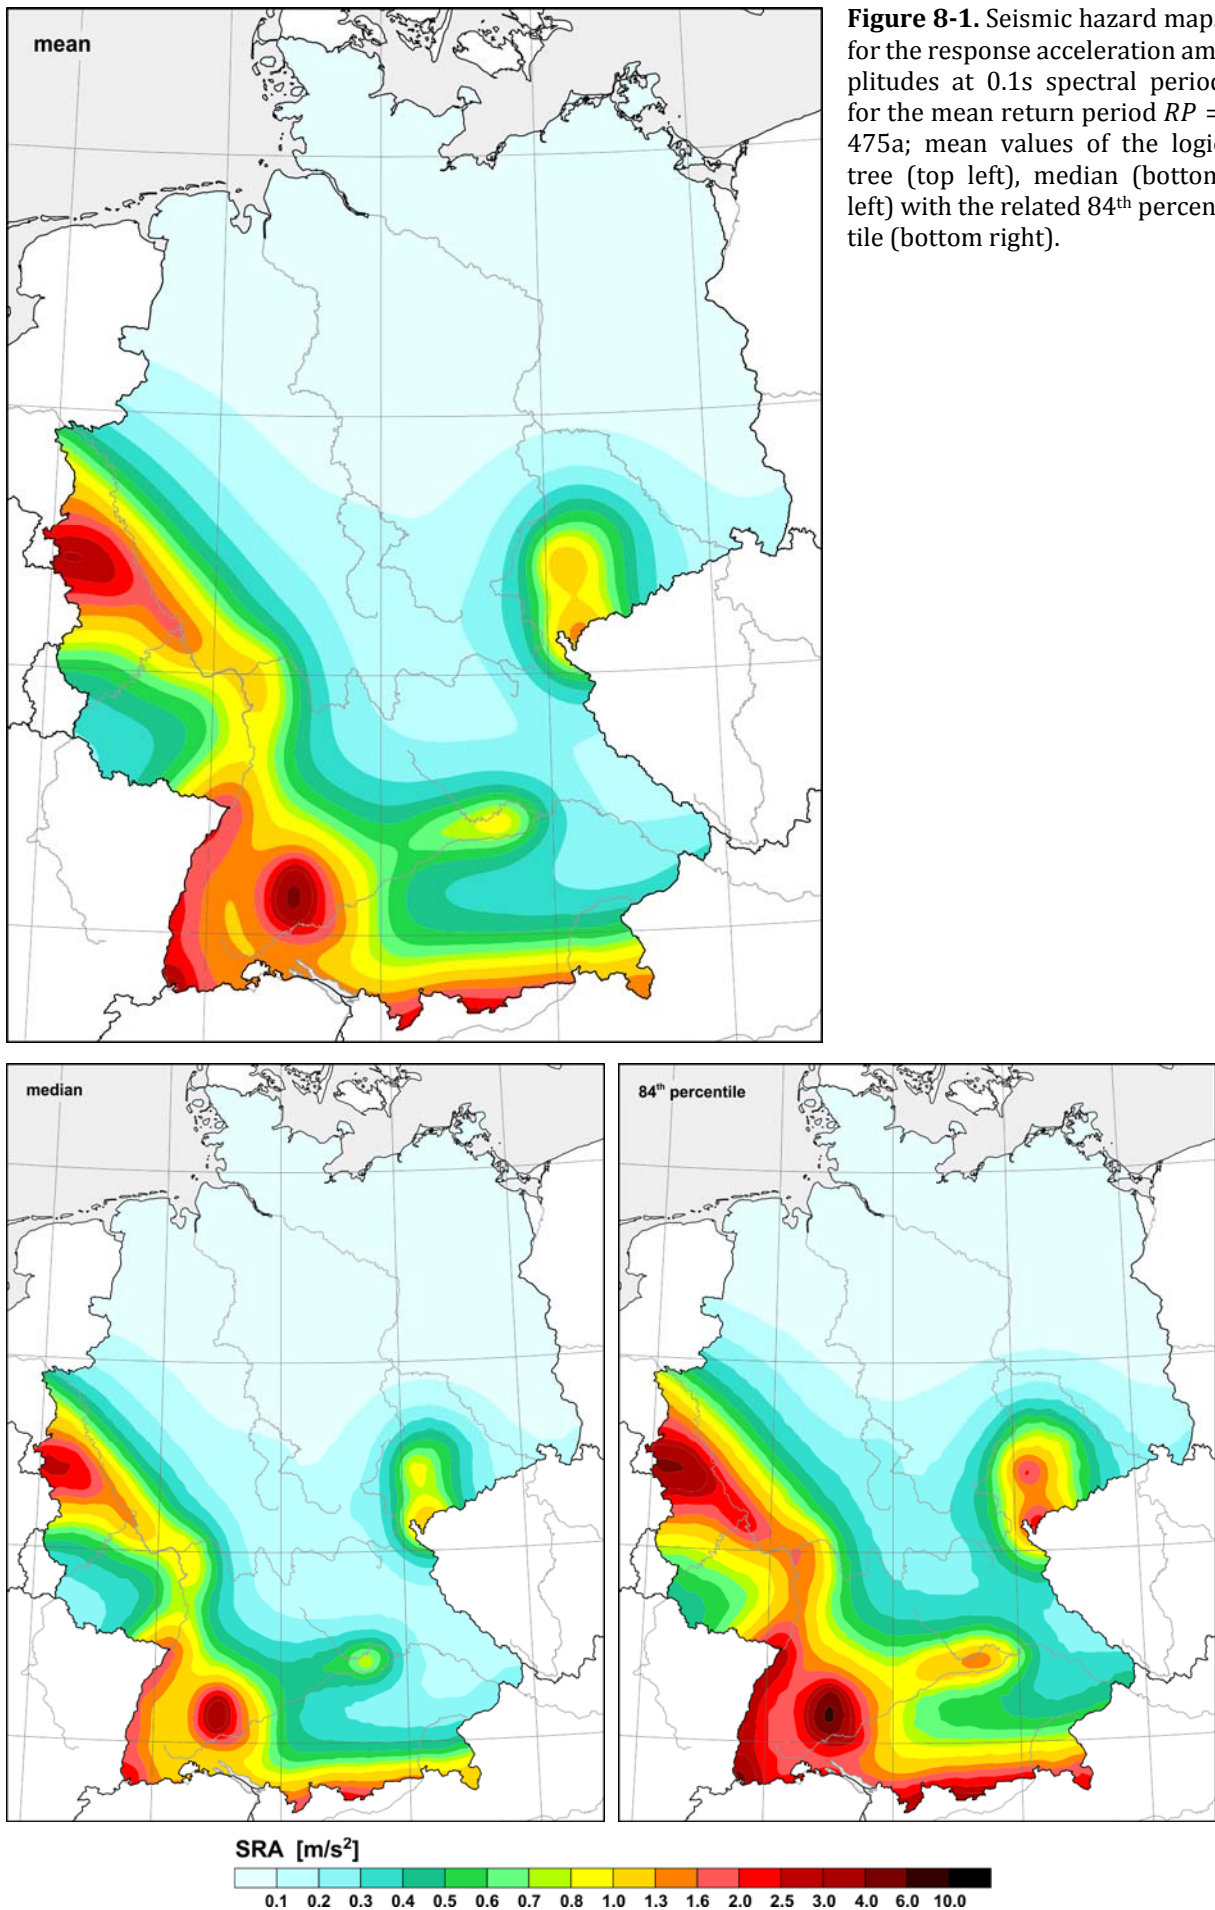 mean
Figure 8-1. Seismic hazard map
for the response acceleration am
plitudes at 0.1s spectral period
for the mean return period RP =
475a; mean values of the logic
tree (top left), median (bottom
left) with the related 84th percen
tile (bottom right).
median
84th percentile
SRA [m/s²]
0.1 0.2 0.3 0.4 0.5 0.6 0.7 0.8 1.0 1.3 1.6 2.0 2.5 3.0 4.0 6.0 10.0